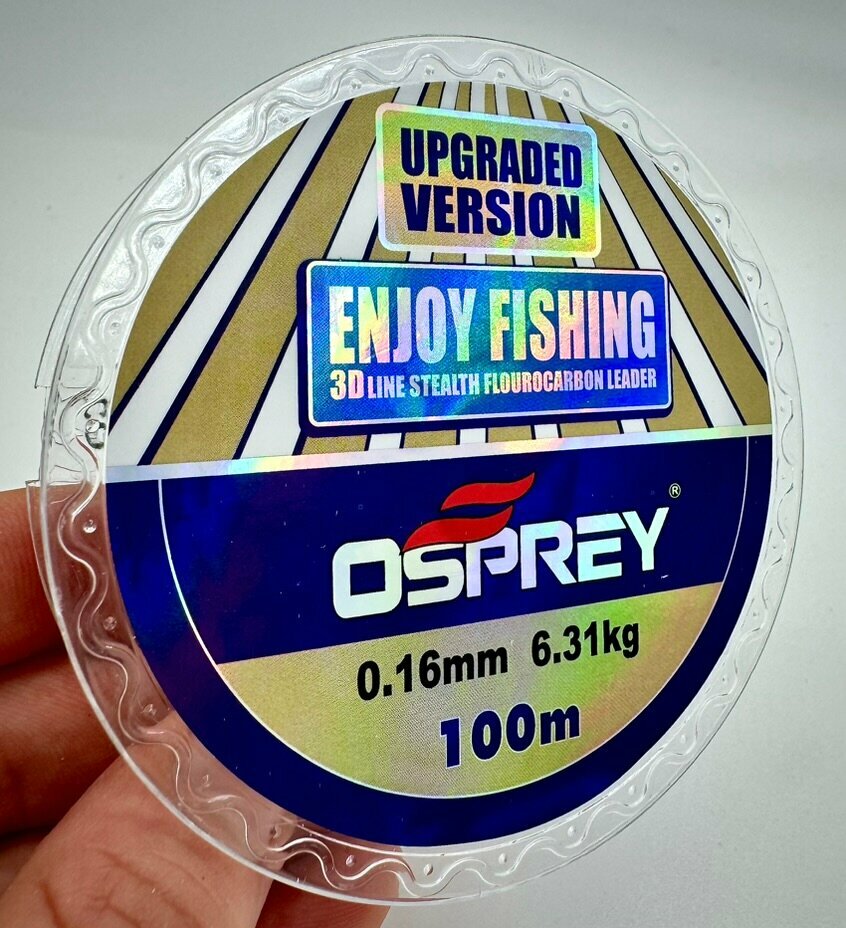 UPGRADED
VERSION
ENJOY FISHING
3D LINE STEALTH FLOUROCARBON LEADER
OSPREY®
0.16mm 6.31kg
100m